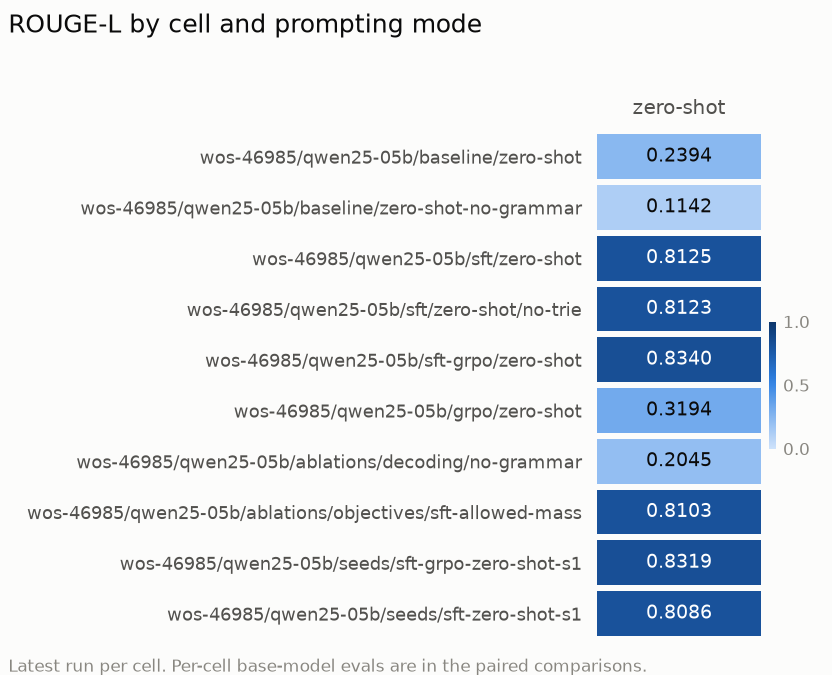 ROUGE-L by cell and prompting mode
zero-shot
wos-46985/qwen25-05b/baseline/zero-shot 0.2394
wos-46985/qwen25-05b/baseline/zero-shot-no-grammar 0.1142
wos-46985/qwen25-05b/sft/zero-shot 0.8125
wos-46985/qwen25-05b/sft/zero-shot/no-trie 0.8123
wos-46985/qwen25-05b/sft-grpo/zero-shot 0.8340
wos-46985/qwen25-05b/grpo/zero-shot 0.3194
wos-46985/qwen25-05b/ablations/decoding/no-grammar 0.2045
wos-46985/qwen25-05b/ablations/objectives/sft-allowed-mass 0.8103
wos-46985/qwen25-05b/seeds/sft-grpo-zero-shot-s1 0.8319
wos-46985/qwen25-05b/seeds/sft-zero-shot-s1 0.8086
1.0
0.5
0.0
Latest run per cell. Per-cell base-model evals are in the paired comparisons.